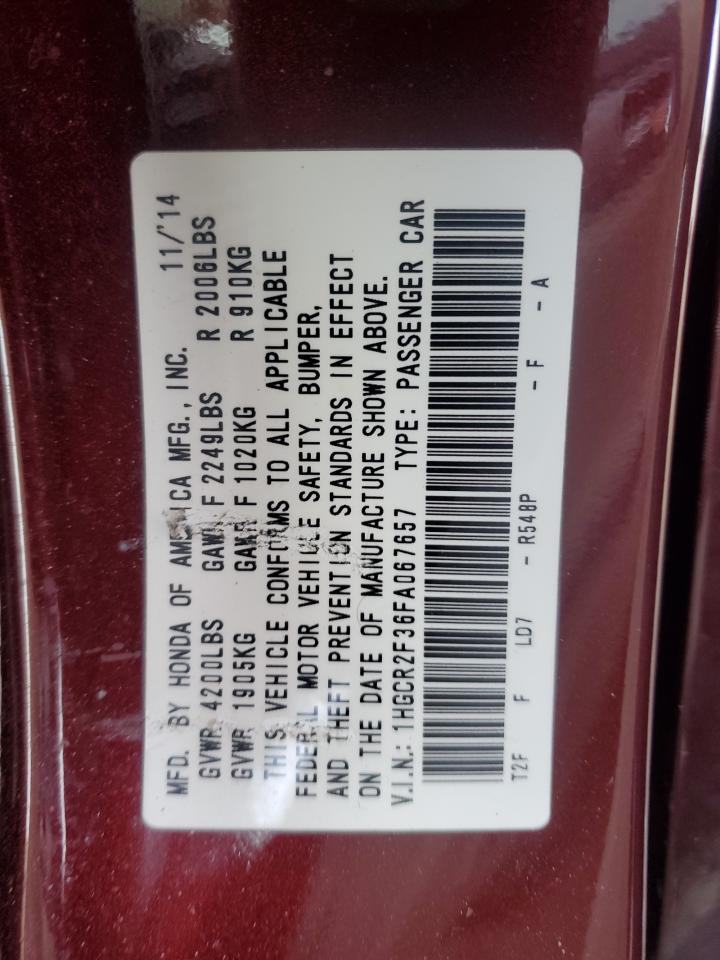 MFD. BY HONDA OF AMERICA MFG., INC. 11/'14
GVWR 4200LBS GAWR F 2249LBS R 2006LBS
GVWR 1905KG GAWR F 1020KG R 910KG
THIS VEHICLE CONFORMS TO ALL APPLICABLE
FEDERAL MOTOR VEHICLE SAFETY, BUMPER,
AND THEFT PREVENTION STANDARDS IN EFFECT
ON THE DATE OF MANUFACTURE SHOWN ABOVE.
V.I.N.: 1HGCR2F36FA067657 TYPE: PASSENGER CAR
T2F F LD7 - R548P - F - A